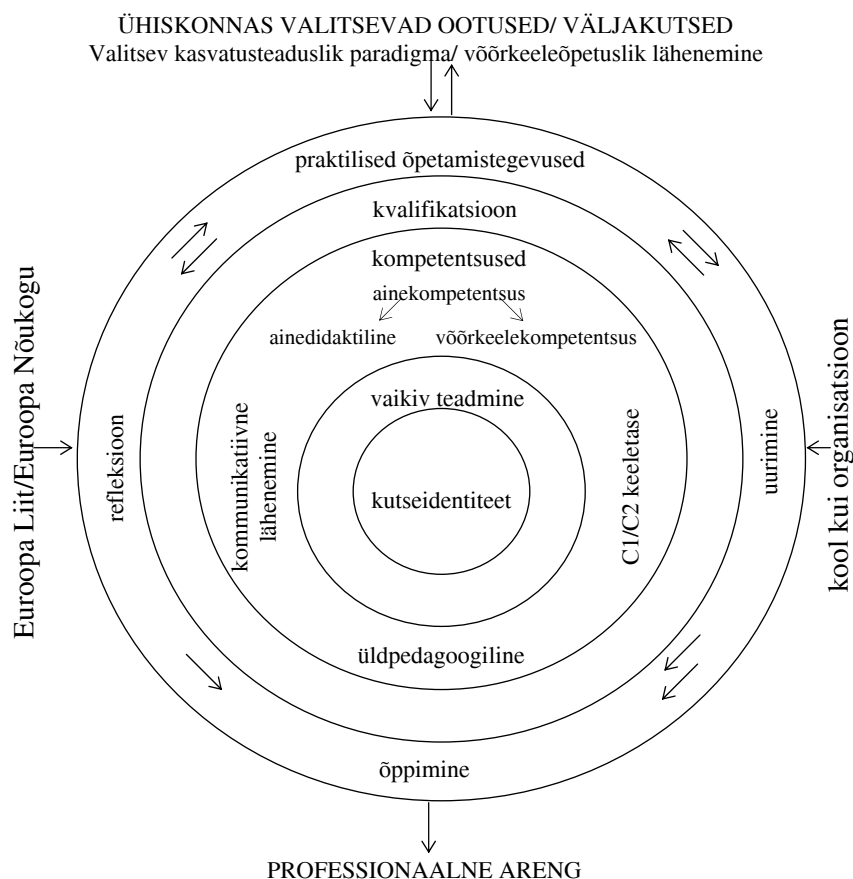 ÜHISKONNAS VALITSEVAD OOTUSED/ VÄLJAKUTSED
Valitsev kasvatusteaduslik paradigma/ võõrkeeleõpetuslik lähenemine
praktilised õpetamistegevused
kvalifikatsioon
kompetentsused
ainekompetentsus
ainedidaktiline
võõrkeelekompetentsus
vaikiv teadmine
kutseidentiteet
Euroopa Liit/Euroopa Nõukogu
refleksioon
kommunikatiivne
lähenemine
C1/C2 keeletase
uurimine
kool kui organisatsioon
üldpedagoogiline
õppimine
PROFESSIONAALNE ARENG